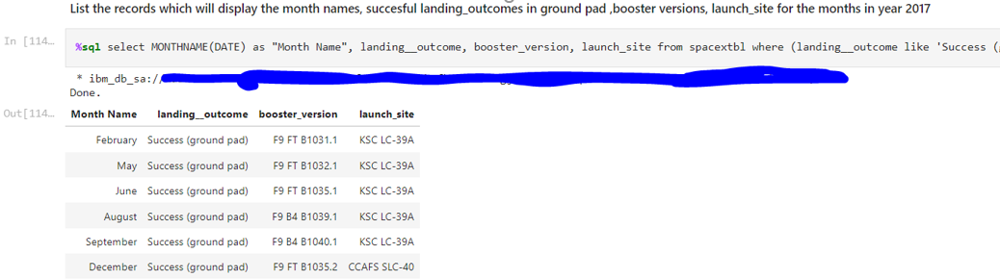 List the records which will display the month names, succesful landing_outcomes in ground pad ,booster versions, launch_site for the months in year 2017
In [114…
%sql select MONTHNAME(DATE) as "Month Name", landing__outcome, booster_version, launch_site from spacextbl where (landing__outcome like 'Success (
* ibm_db_sa://
Done.
Out[114…
Month Name landing__outcome booster_version launch_site
February Success (ground pad) F9 FT B1031.1 KSC LC-39A
May Success (ground pad) F9 FT B1032.1 KSC LC-39A
June Success (ground pad) F9 FT B1035.1 KSC LC-39A
August Success (ground pad) F9 B4 B1039.1 KSC LC-39A
September Success (ground pad) F9 B4 B1040.1 KSC LC-39A
December Success (ground pad) F9 FT B1035.2 CCAFS SLC-40